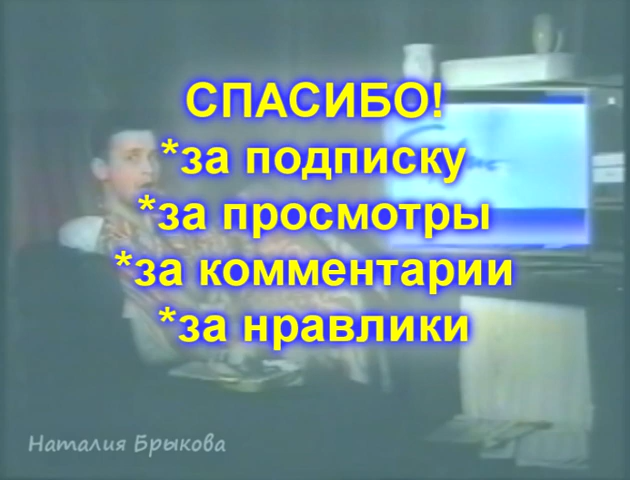 СПАСИБО!
*за подписку
*за просмотры
*за комментарии
*за нравлики
Наталия Брыкова